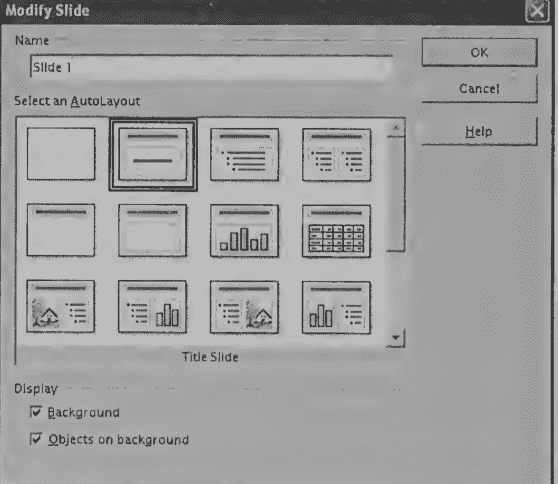 Modify Slide
Name
Slide 1
OK
Cancel
Help
Select an AutoLayout
Title Slide
Display
Background
Objects on background